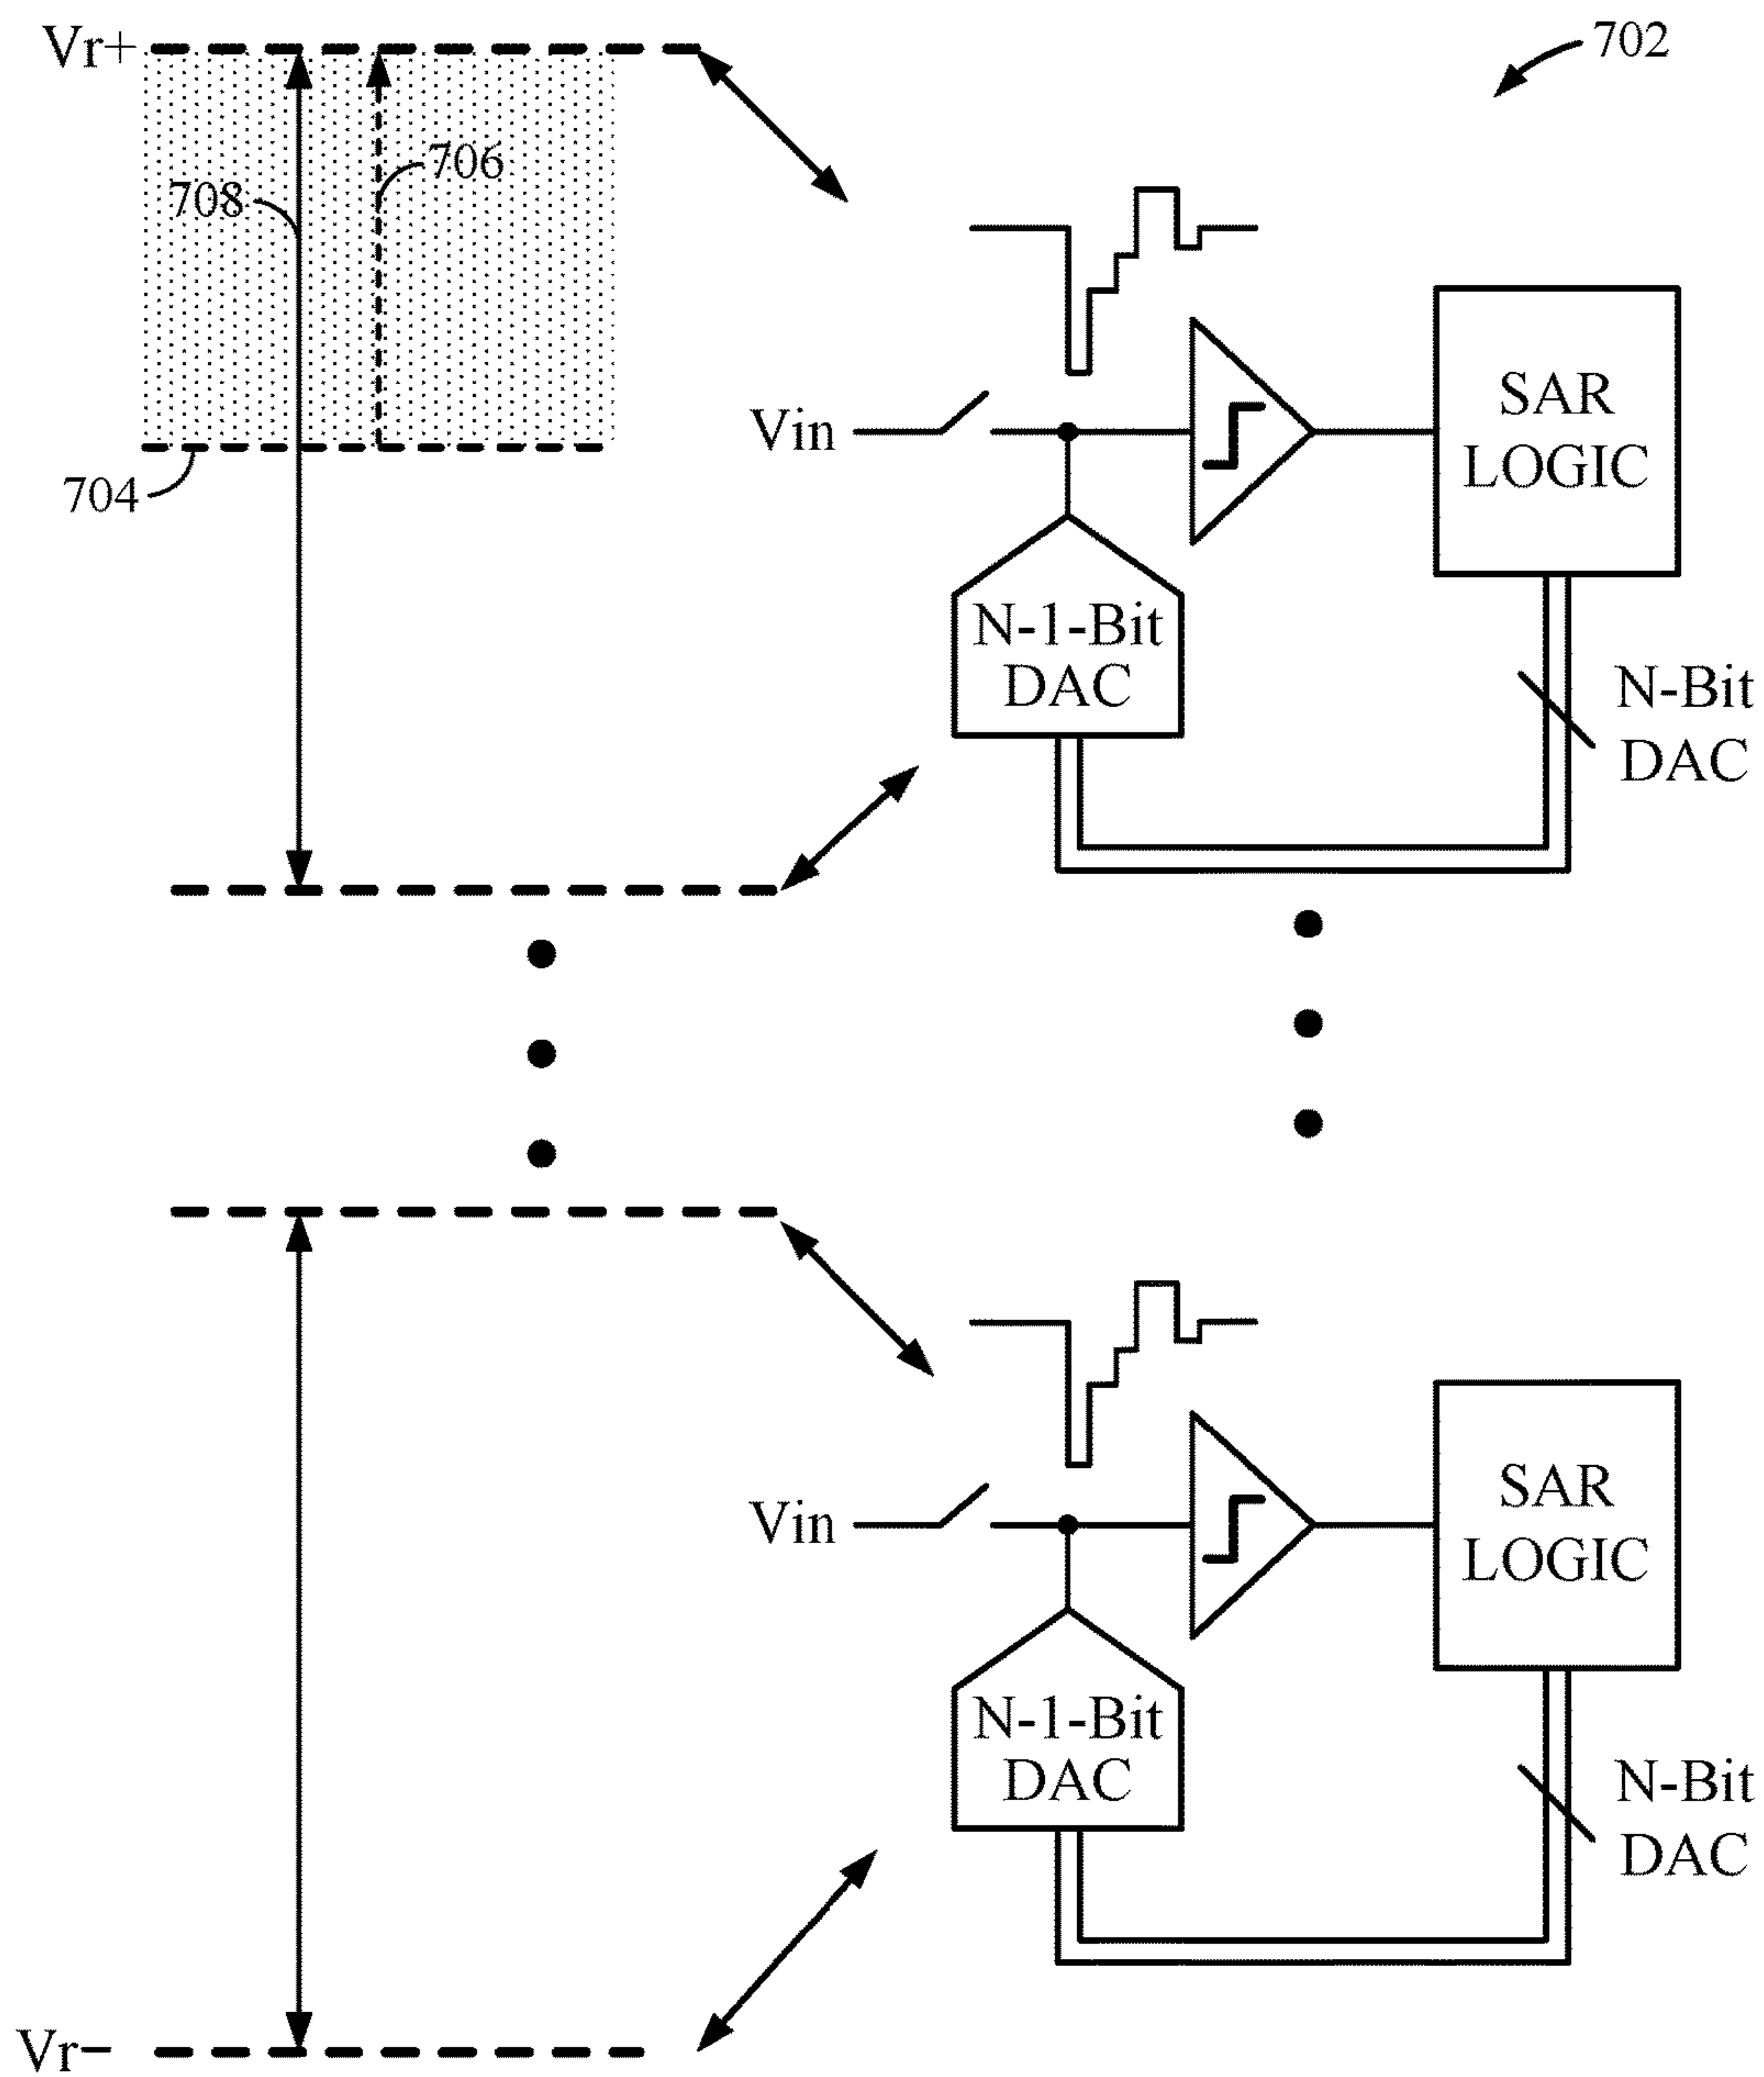 Vr+
702
706
708
704
Vin
SAR
LOGIC
N-1-Bit
DAC
N-Bit
DAC
Vin
SAR
LOGIC
N-1-Bit
DAC
N-Bit
DAC
Vr−